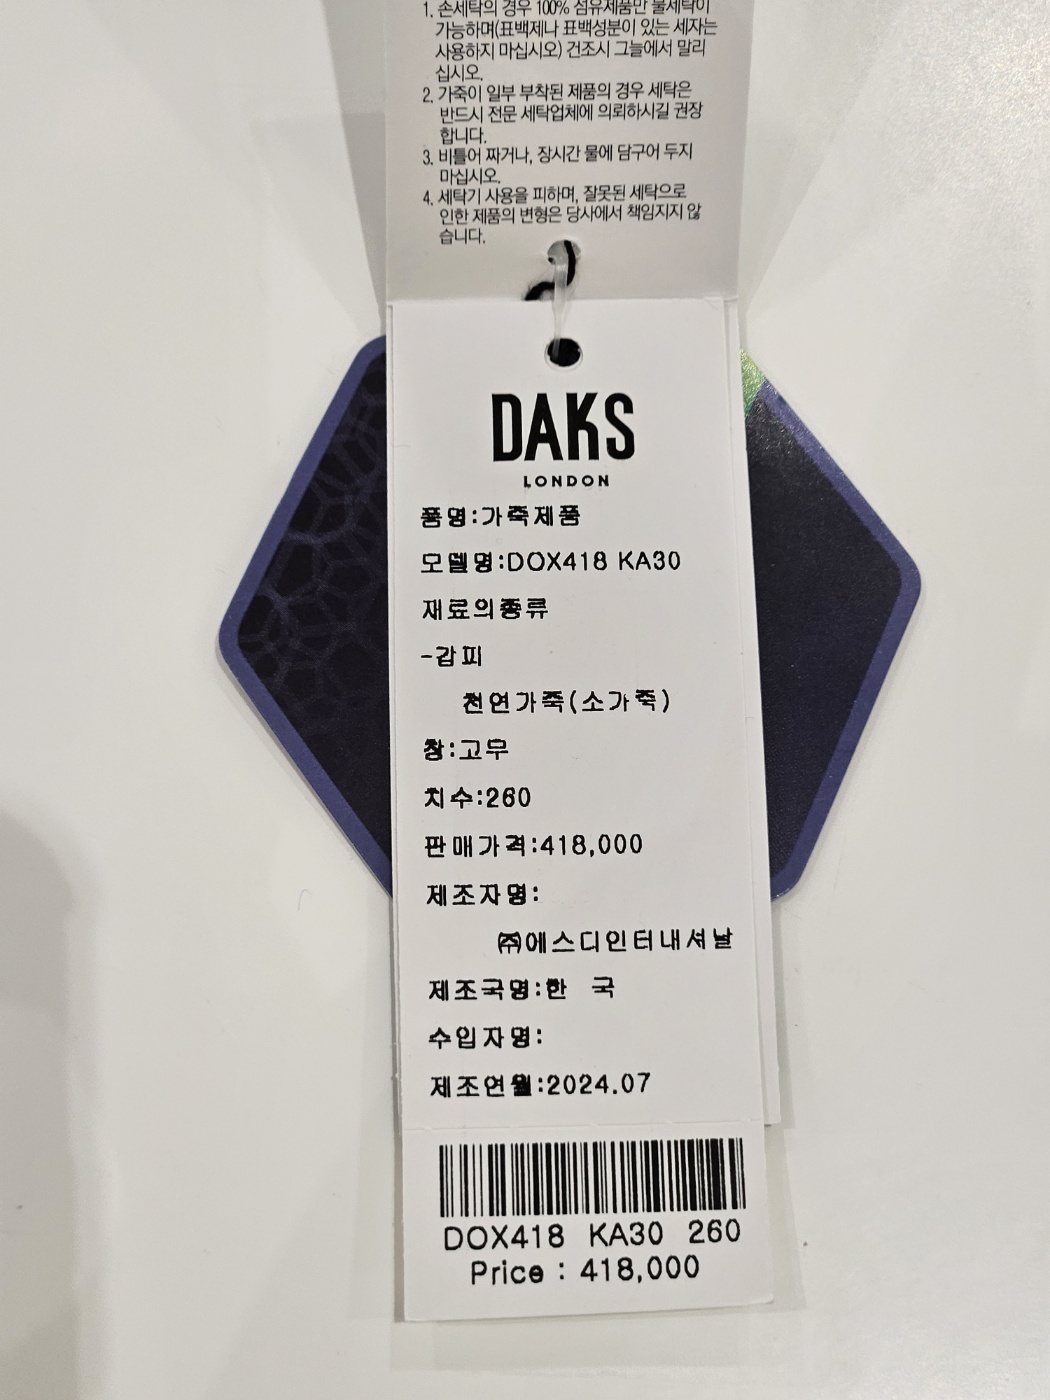 1. 손세탁의 경우 100% 섬유제품만 물세탁이
가능하며(표백제나 표백성분이 있는 세자는
사용하지 마십시오) 건조시 그늘에서 말리
십시오.
2. 가죽이 일부 부착된 제품의 경우 세탁은
반드시 전문 세탁업체에 의뢰하시길 권장
합니다.
3. 비틀어 짜거나, 장시간 물에 담구어 두지
마십시오.
4. 세탁기 사용을 피하며, 잘못된 세탁으로
인한 제품의 변형은 당사에서 책임지지 않
습니다.
DAKS
LONDON
품명:가죽제품
모델명:DOX418 KA30
재료의종류
-갑피
천연가죽(소가죽)
창:고무
치수:260
판매가격:418,000
제조자명:
㈜에스디인터내셔날
제조국명:한 국
수입자명:
제조연월:2024.07
DOX418 KA30 260
Price : 418,000